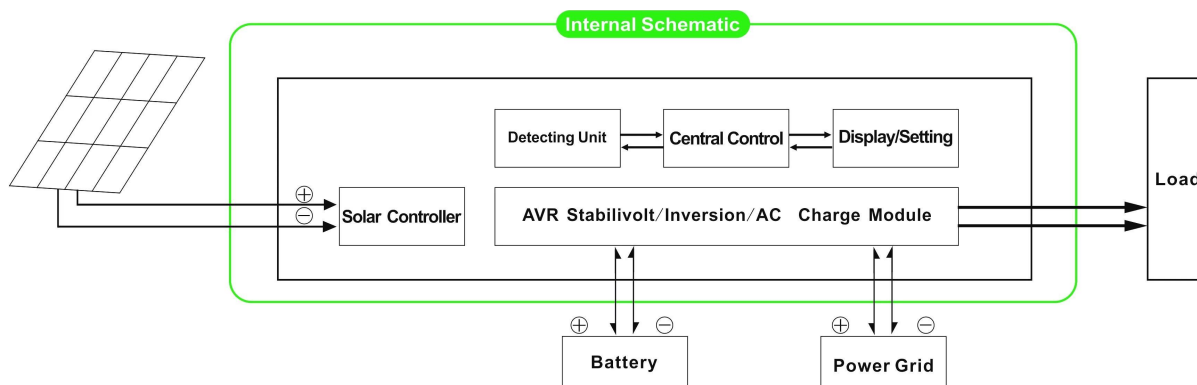 Internal Schematic
Detecting Unit
Central Control
Display/Setting
Load
+
Solar Controller
−
AVR Stabilivolt/Inversion/AC Charge Module
+ −
+ −
Battery
Power Grid